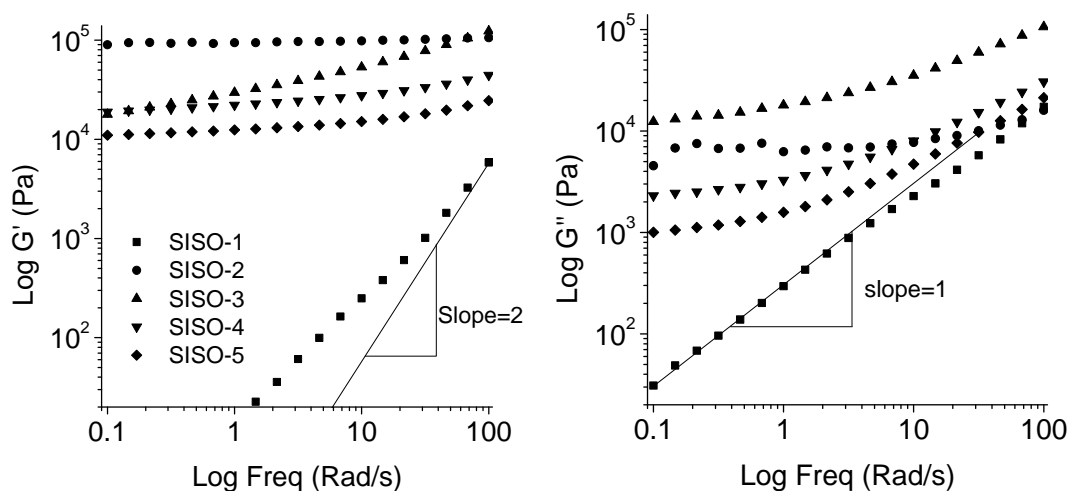 Log G' (Pa)
10^5
10^4
10^3
10^2
SISO-1
SISO-2
SISO-3
SISO-4
SISO-5
Slope=2
0.1 1 10 100
Log Freq (Rad/s)
Log G'' (Pa)
10^5
10^4
10^3
10^2
slope=1
0.1 1 10 100
Log Freq (Rad/s)